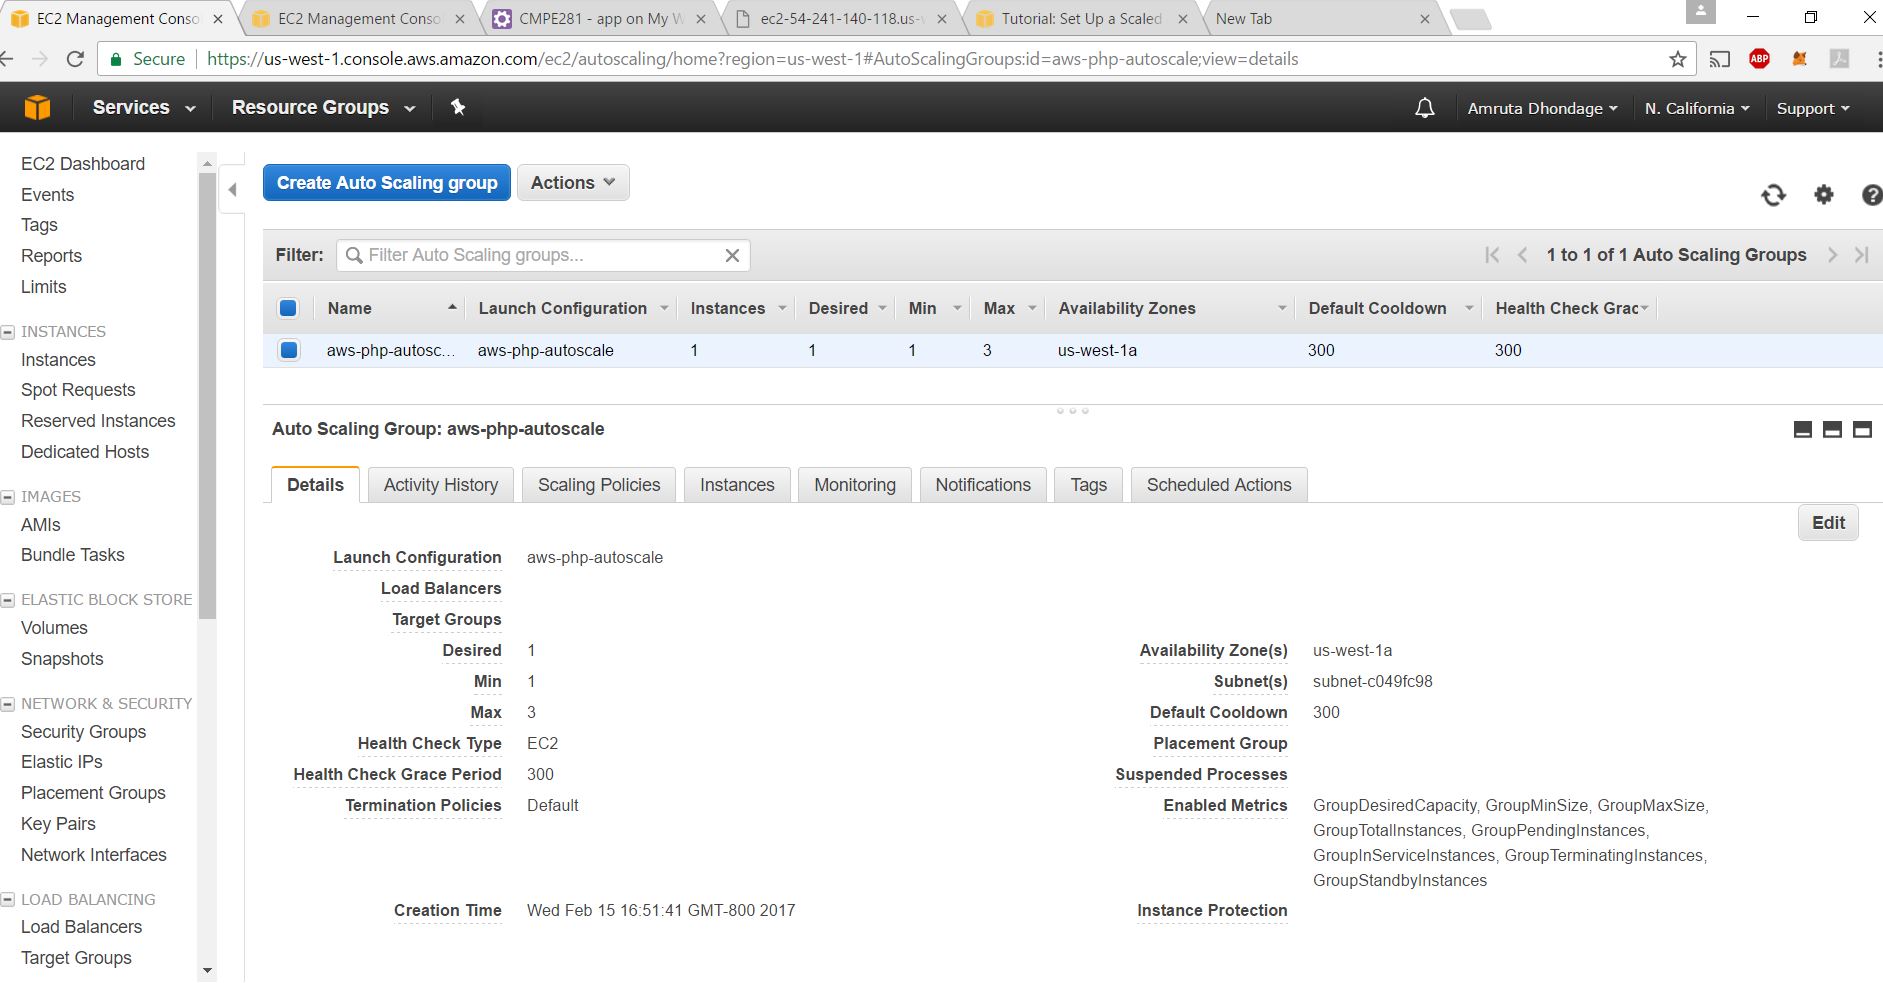 EC2 Management Conso
EC2 Management Conso
CMPE281 - app on My W
ec2-54-241-140-118.us-w
Tutorial: Set Up a Scaled
New Tab
Secure
https://us-west-1.console.aws.amazon.com/ec2/autoscaling/home?region=us-west-1#AutoScalingGroups:id=aws-php-autoscale;view=details
ABP
Services
Resource Groups
Amruta Dhondage
N. California
Support
EC2 Dashboard
Events
Tags
Reports
Limits
INSTANCES
Instances
Spot Requests
Reserved Instances
Dedicated Hosts
IMAGES
AMIs
Bundle Tasks
ELASTIC BLOCK STORE
Volumes
Snapshots
NETWORK & SECURITY
Security Groups
Elastic IPs
Placement Groups
Key Pairs
Network Interfaces
LOAD BALANCING
Load Balancers
Target Groups
Create Auto Scaling group
Actions
Filter:
Filter Auto Scaling groups...
1 to 1 of 1 Auto Scaling Groups
Name Launch Configuration Instances Desired Min Max Availability Zones Default Cooldown Health Check Grac
aws-php-autosc... aws-php-autoscale 1 1 1 3 us-west-1a 300 300
Auto Scaling Group: aws-php-autoscale
Details Activity History Scaling Policies Instances Monitoring Notifications Tags Scheduled Actions
Edit
Launch Configuration aws-php-autoscale
Load Balancers
Target Groups
Desired 1
Min 1
Max 3
Health Check Type EC2
Health Check Grace Period 300
Termination Policies Default
Creation Time Wed Feb 15 16:51:41 GMT-800 2017
Availability Zone(s) us-west-1a
Subnet(s) subnet-c049fc98
Default Cooldown 300
Placement Group
Suspended Processes
Enabled Metrics GroupDesiredCapacity, GroupMinSize, GroupMaxSize,
GroupTotalInstances, GroupPendingInstances,
GroupInServiceInstances, GroupTerminatingInstances,
GroupStandbyInstances
Instance Protection